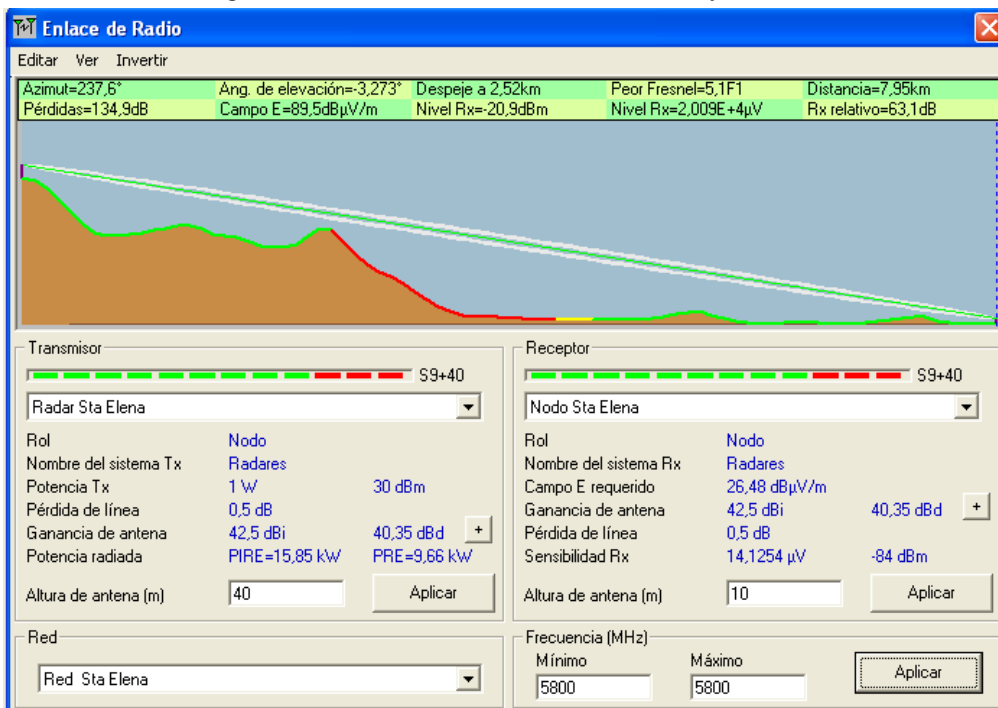 Enlace de Radio
Editar Ver Invertir
Azimut=237,6° Ang. de elevación=-3,273° Despeje a 2,52km Peor Fresnel=5,1F1 Distancia=7,95km
Pérdidas=134,9dB Campo E=89,5dBμV/m Nivel Rx=-20,9dBm Nivel Rx=2,009E+4μV Rx relativo=63,1dB
Transmisor
S9+40
Radar Sta Elena
Rol Nodo
Nombre del sistema Tx Radares
Potencia Tx 1 W 30 dBm
Pérdida de línea 0,5 dB
Ganancia de antena 42,5 dBi 40,35 dBd +
Potencia radiada PIRE=15,85 kW PRE=9,66 kW
Altura de antena (m) 40 Aplicar
Receptor
S9+40
Nodo Sta Elena
Rol Nodo
Nombre del sistema Rx Radares
Campo E requerido 26,48 dBμV/m
Ganancia de antena 42,5 dBi 40,35 dBd +
Pérdida de línea 0,5 dB
Sensibilidad Rx 14,1254 μV -84 dBm
Altura de antena (m) 10 Aplicar
Red
Red Sta Elena
Frecuencia (MHz)
Mínimo Máximo
5800 5800 Aplicar